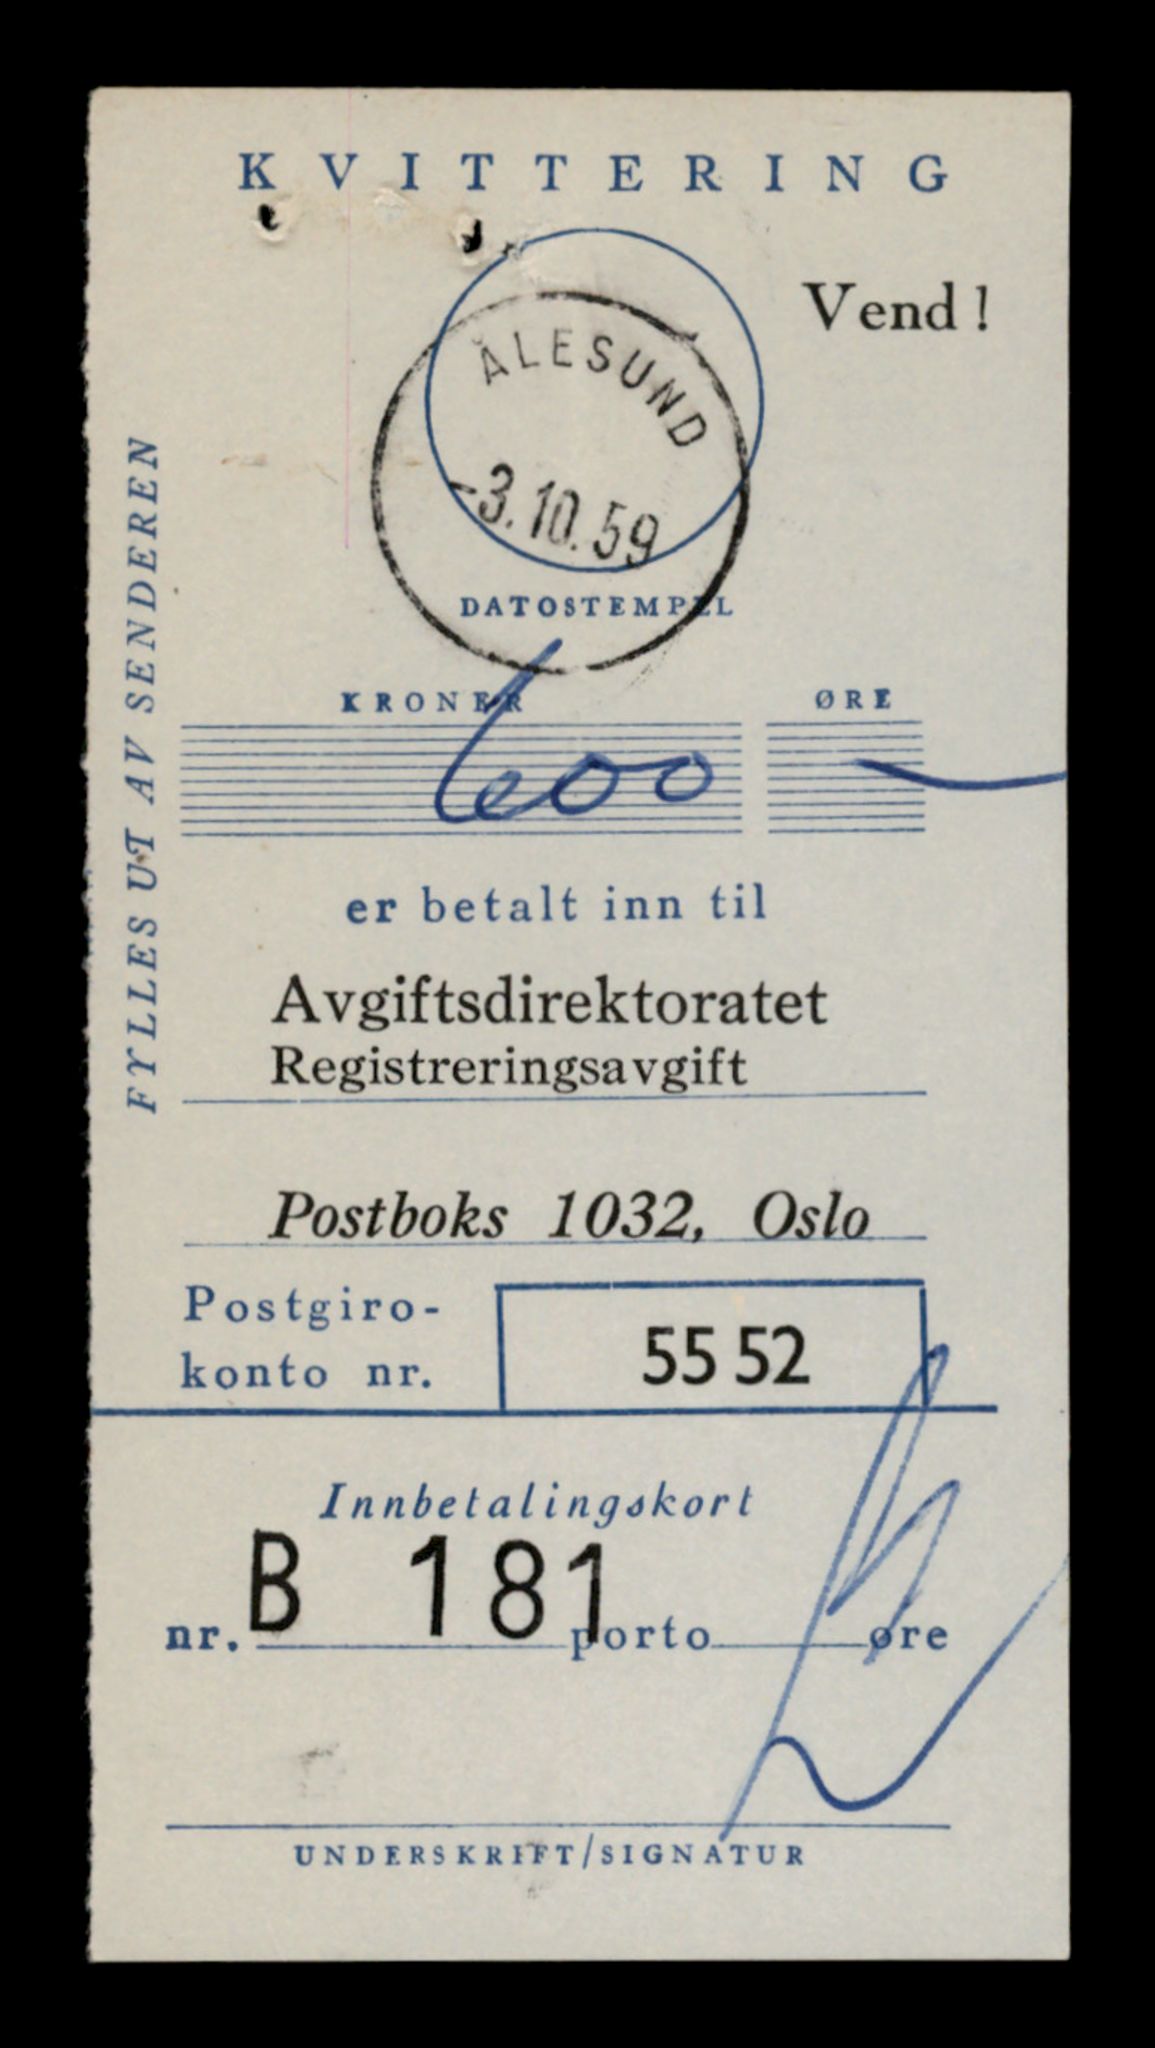 KVITTERING
Vend!
ÅLESUND
-3.10.59
DATOSTEMPEL
FYLLES UT AV SENDEREN
KRONER ØRE
600 —
er betalt inn til
Avgiftsdirektoratet
Registreringsavgift
Postboks 1032, Oslo
Postgiro-
konto nr. 55 52
Innbetalingskort
nr. B 181 porto øre
UNDERSKRIFT/SIGNATUR